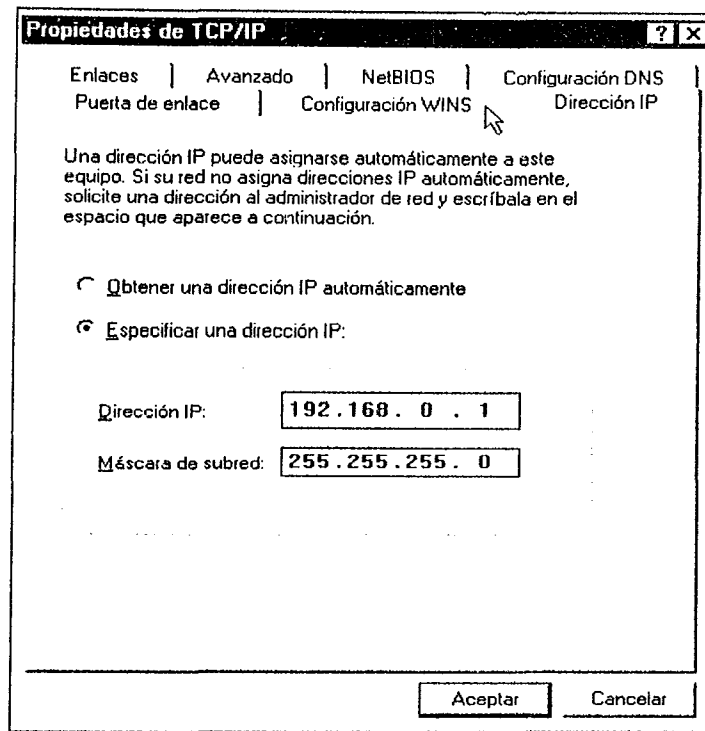 Propiedades de TCP/IP ? ×
Enlaces Avanzado NetBIOS Configuración DNS
Puerta de enlace Configuración WINS Dirección IP
Una dirección IP puede asignarse automáticamente a este
equipo. Si su red no asigna direcciones IP automáticamente,
solicite una dirección al administrador de red y escríbala en el
espacio que aparece a continuación.
Obtener una dirección IP automáticamente
Especificar una dirección IP:
Dirección IP: 192.168. 0 . 1
Máscara de subred: 255.255.255. 0
Aceptar Cancelar